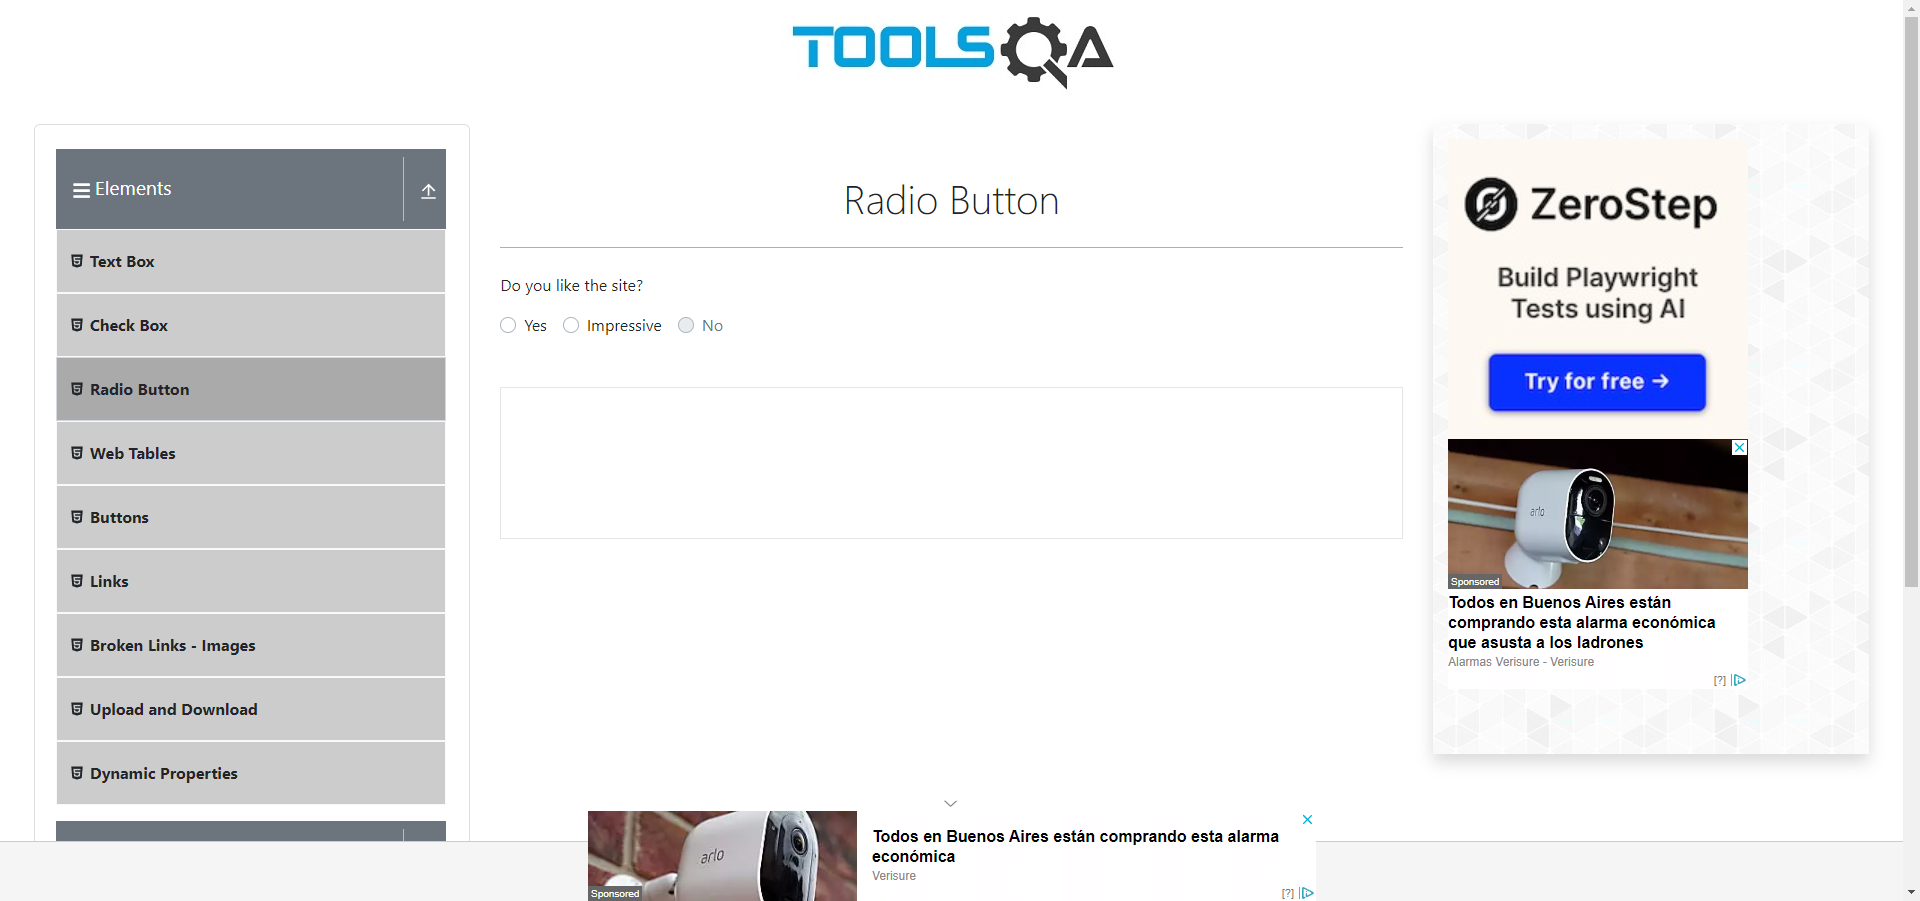 TOOLSQA
Elements
Text Box
Check Box
Radio Button
Web Tables
Buttons
Links
Broken Links - Images
Upload and Download
Dynamic Properties
Radio Button
Do you like the site?
Yes
Impressive
No
ZeroStep
Build Playwright
Tests using AI
Try for free →
arlo
Sponsored
Todos en Buenos Aires están
comprando esta alarma económica
que asusta a los ladrones
Alarmas Verisure - Verisure
[?]
arlo
Sponsored
Todos en Buenos Aires están comprando esta alarma
económica
Verisure
[?]